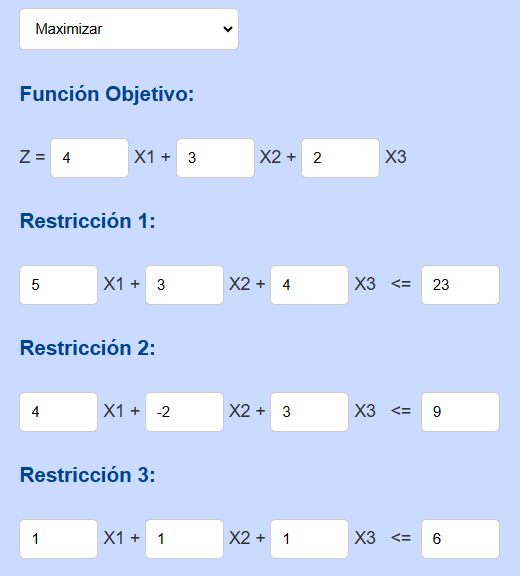 Maximizar
Función Objetivo:
Z = 4 X1 + 3 X2 + 2 X3
Restricción 1:
5 X1 + 3 X2 + 4 X3 <= 23
Restricción 2:
4 X1 + -2 X2 + 3 X3 <= 9
Restricción 3:
1 X1 + 1 X2 + 1 X3 <= 6